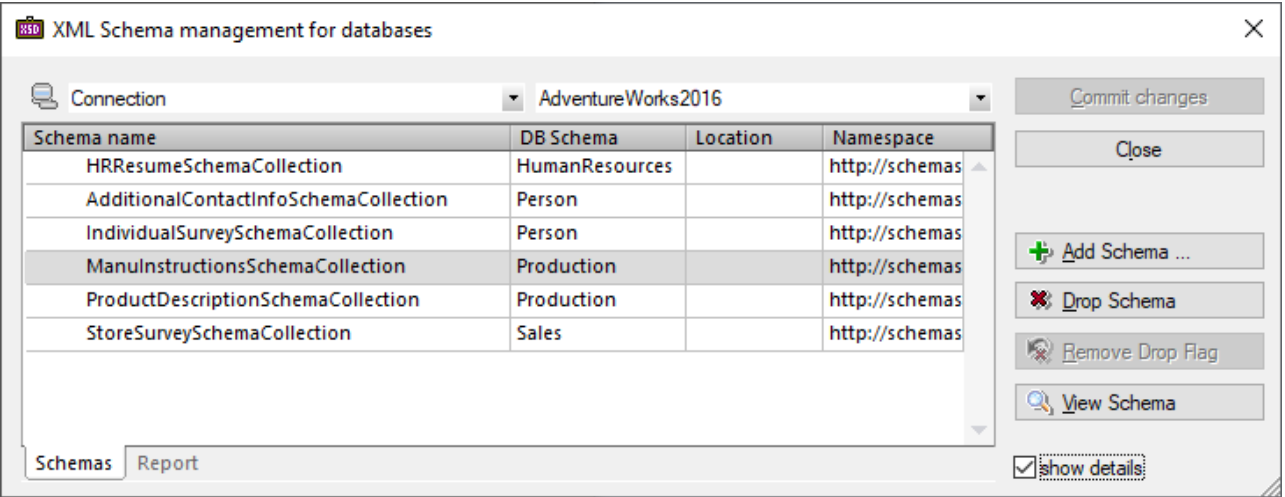 XSD XML Schema management for databases
Connection AdventureWorks2016 Commit changes
Schema name DB Schema Location Namespace
Close
HRResumeSchemaCollection HumanResources http://schemas
AdditionalContactInfoSchemaCollection Person http://schemas
IndividualSurveySchemaCollection Person http://schemas
Add Schema ...
ManuInstructionsSchemaCollection Production http://schemas
ProductDescriptionSchemaCollection Production http://schemas
Drop Schema
StoreSurveySchemaCollection Sales http://schemas
Remove Drop Flag
View Schema
Schemas Report
show details